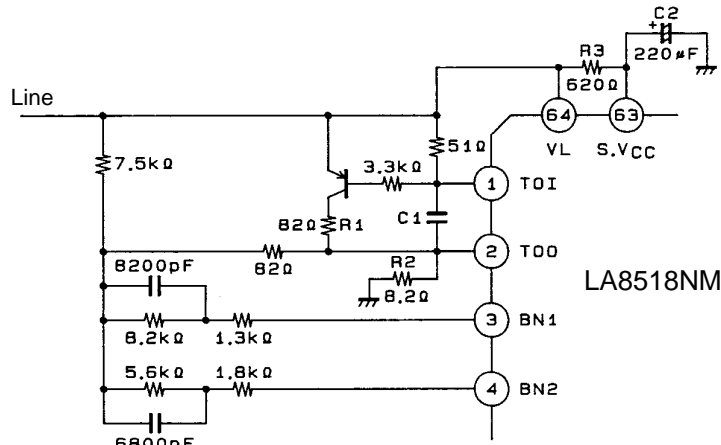 C2
+
220μF
R3
620Ω
Line
64
63
VL
S.VCC
51Ω
7.5kΩ
3.3kΩ
1
TOI
C1
82Ω
R1
82Ω
2
TOO
R2
8.2Ω
8200pF
LA8518NM
3
BN1
8.2kΩ
1.3kΩ
5.6kΩ
1.8kΩ
4
BN2
6800pF